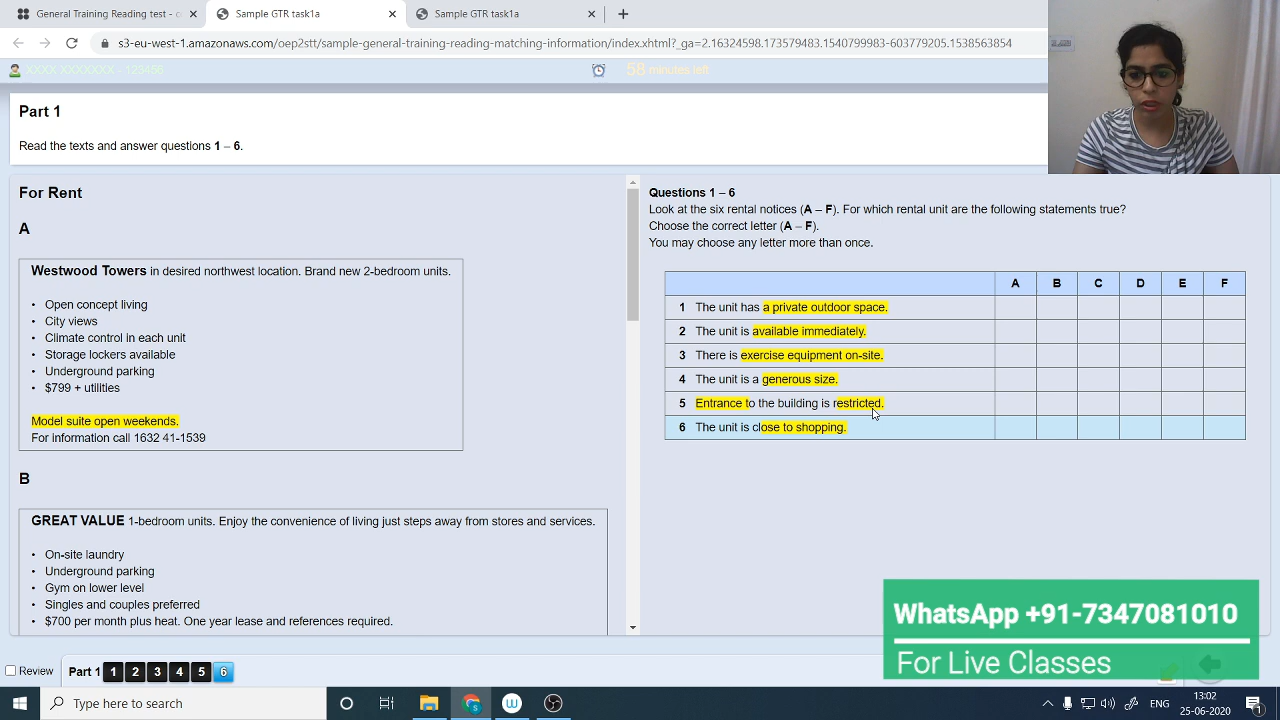 General Training Reading test -
Sample GTR task1a
Sample GTR task1a
s3-eu-west-1.amazonaws.com/cep2stt/sample-general-training-reading-matching-information/index.xhtml?_ga=2.16324598.173579483.1540799983-603779205.1538563854
XXXX XXXXXXX - 123456
58 minutes left
Part 1
Read the texts and answer questions 1 – 6.
For Rent
A
Westwood Towers in desired northwest location. Brand new 2-bedroom units.
• Open concept living
• City views
• Climate control in each unit
• Storage lockers available
• Underground parking
• $799 + utilities
Model suite open weekends.
For information call 1632 41-1539
B
GREAT VALUE 1-bedroom units. Enjoy the convenience of living just steps away from stores and services.
• On-site laundry
• Underground parking
• Gym on lower level
• Singles and couples preferred
• $700 per month plus heat. One year lease and references required.
Questions 1 – 6
Look at the six rental notices (A – F). For which rental unit are the following statements true?
Choose the correct letter (A – F).
You may choose any letter more than once.
A B C D E F
1 The unit has a private outdoor space.
2 The unit is available immediately.
3 There is exercise equipment on-site.
4 The unit is a generous size.
5 Entrance to the building is restricted.
6 The unit is close to shopping.
WhatsApp +91-7347081010
For Live Classes
Review Part 1 1 2 3 4 5 6
Type here to search
ENG
13:02
25-06-2020